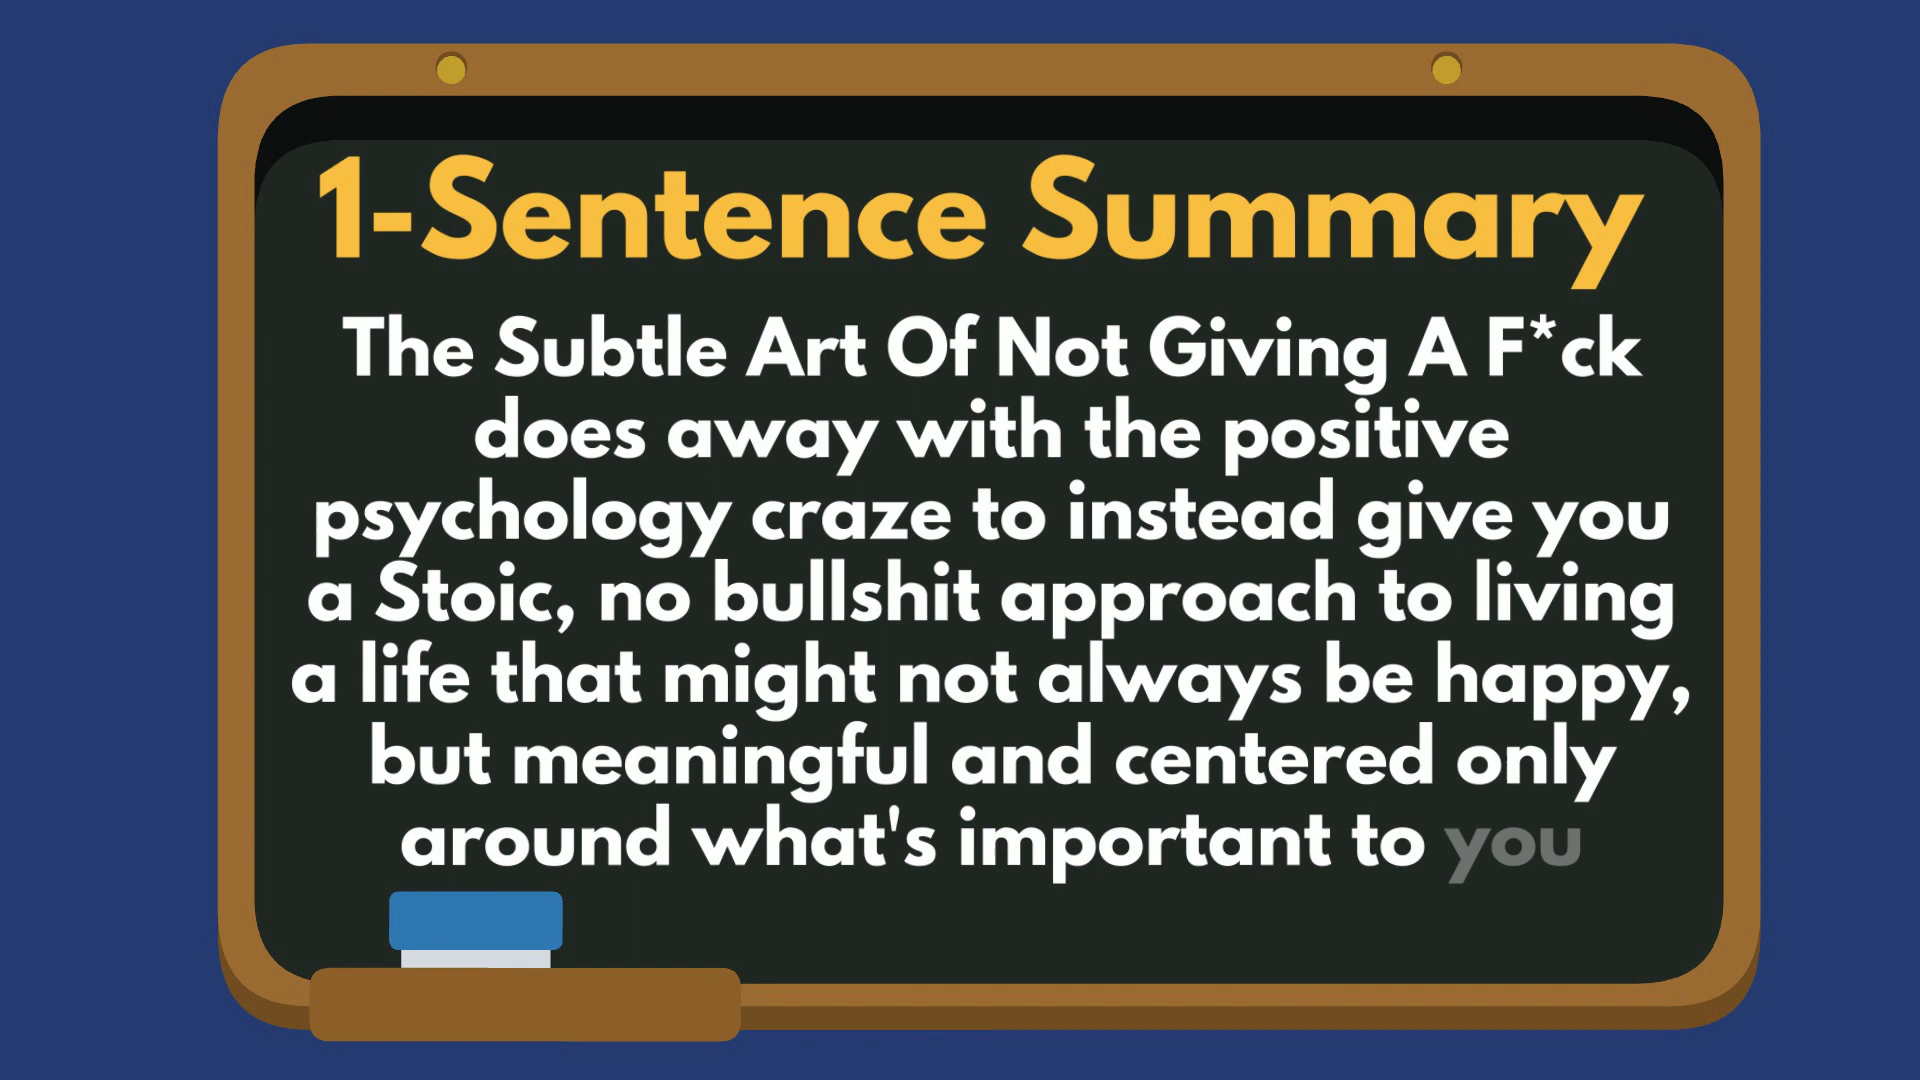 1-Sentence Summary
The Subtle Art Of Not Giving A F*ck
does away with the positive
psychology craze to instead give you
a Stoic, no bullshit approach to living
a life that might not always be happy,
but meaningful and centered only
around what's important to you